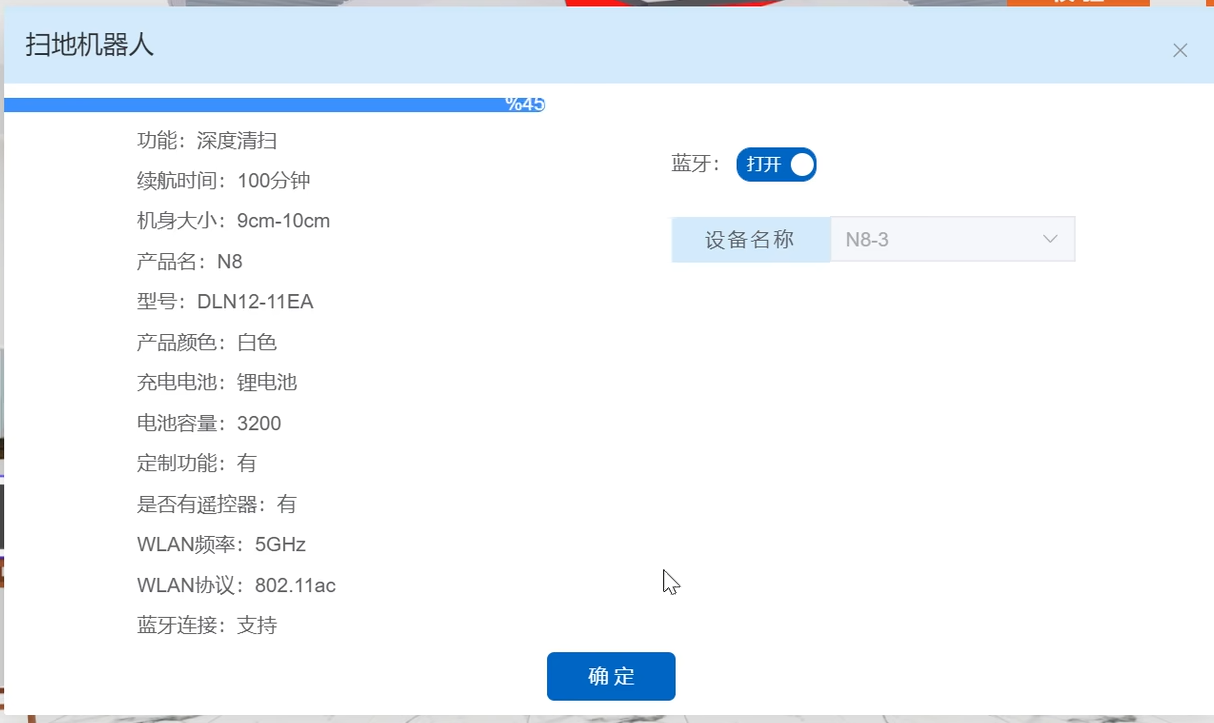 扫地机器人
%45
功能：深度清扫
续航时间：100分钟
机身大小：9cm-10cm
产品名：N8
型号：DLN12-11EA
产品颜色：白色
充电电池：锂电池
电池容量：3200
定制功能：有
是否有遥控器：有
WLAN频率：5GHz
WLAN协议：802.11ac
蓝牙连接：支持
蓝牙： 打开
设备名称 N8-3
确定